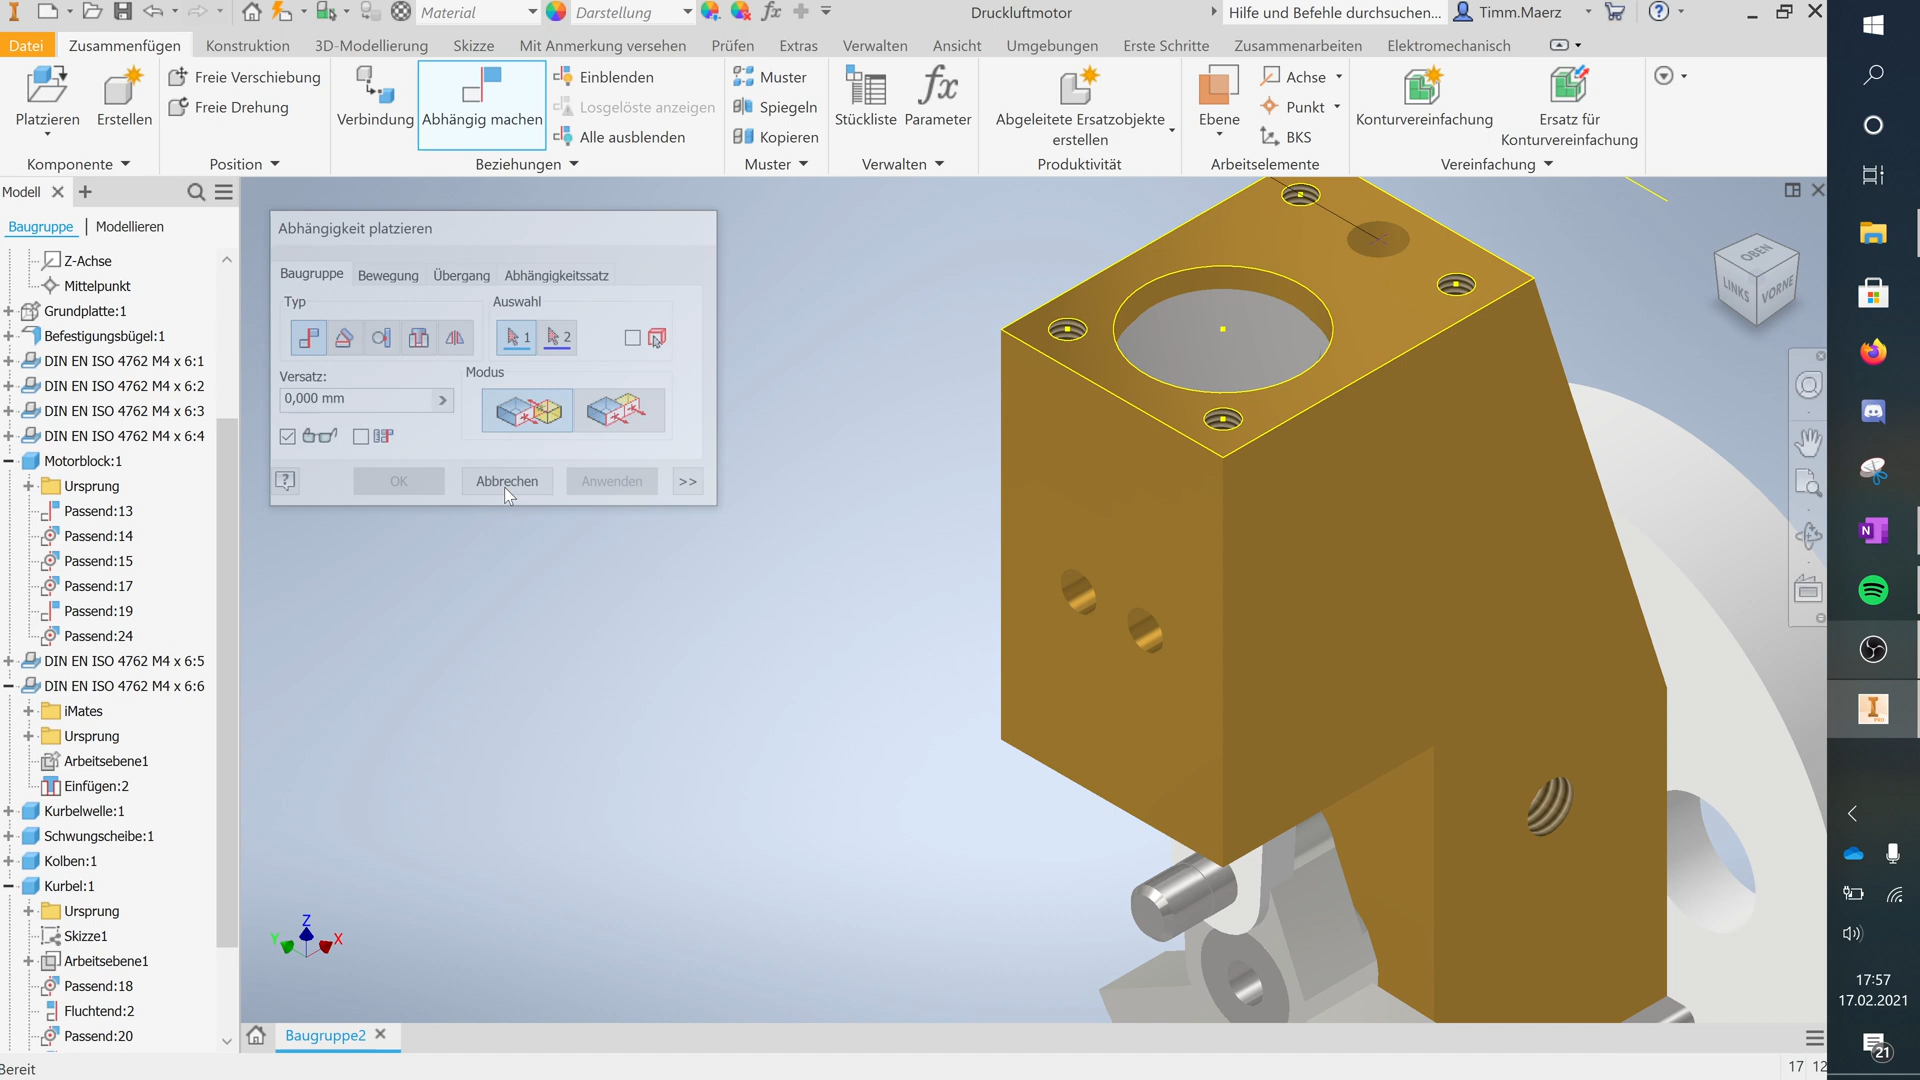 Material
Darstellung
Druckluftmotor
Hilfe und Befehle durchsuchen...
Timm.Maerz
Datei
Zusammenfügen
Konstruktion
3D-Modellierung
Skizze
Mit Anmerkung versehen
Prüfen
Extras
Verwalten
Ansicht
Umgebungen
Erste Schritte
Zusammenarbeiten
Elektromechanisch
Platzieren
Erstellen
Freie Verschiebung
Freie Drehung
Verbindung
Abhängig machen
Einblenden
Losgelöste anzeigen
Alle ausblenden
Muster
Spiegeln
Kopieren
Stückliste
Parameter
Abgeleitete Ersatzobjekte
erstellen
Ebene
Achse
Punkt
BKS
Konturvereinfachung
Ersatz für
Konturvereinfachung
Komponente
Position
Beziehungen
Muster
Verwalten
Produktivität
Arbeitselemente
Vereinfachung
Modell
Baugruppe
Modellieren
Z-Achse
Mittelpunkt
Grundplatte:1
Befestigungsbügel:1
DIN EN ISO 4762 M4 x 6:1
DIN EN ISO 4762 M4 x 6:2
DIN EN ISO 4762 M4 x 6:3
DIN EN ISO 4762 M4 x 6:4
Motorblock:1
Ursprung
Passend:13
Passend:14
Passend:15
Passend:17
Passend:19
Passend:24
DIN EN ISO 4762 M4 x 6:5
DIN EN ISO 4762 M4 x 6:6
iMates
Ursprung
Arbeitsebene1
Einfügen:2
Kurbelwelle:1
Schwungscheibe:1
Kolben:1
Kurbel:1
Ursprung
Skizze1
Arbeitsebene1
Passend:18
Fluchtend:2
Passend:20
Abhängigkeit platzieren
Baugruppe
Bewegung
Übergang
Abhängigkeitssatz
Typ
Auswahl
1
2
Versatz:
0,000 mm
Modus
OK
Abbrechen
Anwenden
>>
OBEN
LINKS
VORNE
Z
Y
X
Baugruppe2
Bereit
17 12
PRO
17:57
17.02.2021
21